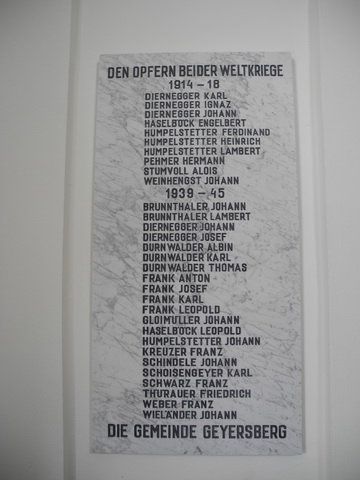 DEN OPFERN BEIDER WELTKRIEGE
1914 – 18
DIERNEGGER KARL
DIERNEGGER IGNAZ
DIERNEGGER JOHANN
HASELBÖCK ENGELBERT
HUMPELSTETTER FERDINAND
HUMPELSTETTER HEINRICH
HUMPELSTETTER LAMBERT
PEHMER HERMANN
STUMVOLL ALOIS
WEINHENGST JOHANN
1939 – 45
BRUNNTHALER JOHANN
BRUNNTHALER LAMBERT
DIERNEGGER JOHANN
DIERNEGGER JOSEF
DURNWALDER ALBIN
DURNWALDER KARL
DURNWALDER THOMAS
FRANK ANTON
FRANK JOSEF
FRANK KARL
FRANK LEOPOLD
GLOIMÜLLER JOHANN
HASELBÖCK LEOPOLD
HUMPELSTETTER JOHANN
KREUZER FRANZ
SCHINDELE JOHANN
SCHOISENGEYER KARL
SCHWARZ FRANZ
THURAUER FRIEDRICH
WEBER FRANZ
WIELÄNDER JOHANN
DIE GEMEINDE GEYERSBERG